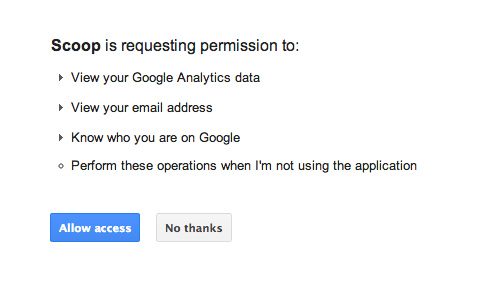 Scoop is requesting permission to:
View your Google Analytics data
View your email address
Know who you are on Google
Perform these operations when I'm not using the application
Allow access No thanks